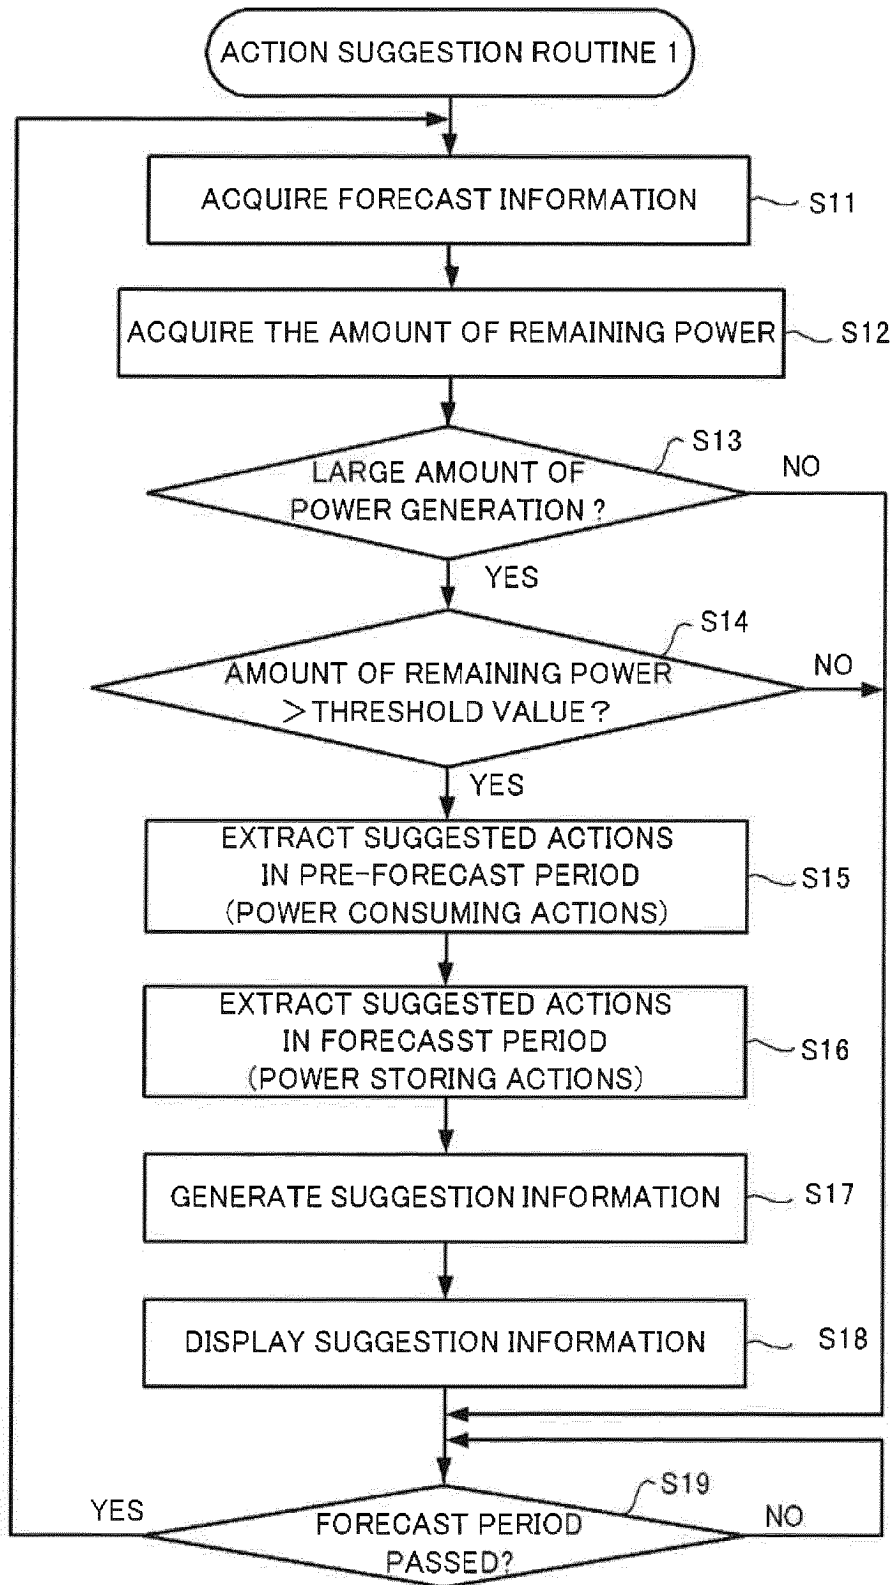 ACTION SUGGESTION ROUTINE 1
ACQUIRE FORECAST INFORMATION
S11
ACQUIRE THE AMOUNT OF REMAINING POWER
S12
S13
LARGE AMOUNT OF
POWER GENERATION ?
NO
YES
S14
AMOUNT OF REMAINING POWER
>THRESHOLD VALUE ?
NO
YES
EXTRACT SUGGESTED ACTIONS
IN PRE-FORECAST PERIOD
(POWER CONSUMING ACTIONS)
S15
EXTRACT SUGGESTED ACTIONS
IN FORECASST PERIOD
(POWER STORING ACTIONS)
S16
GENERATE SUGGESTION INFORMATION
S17
DISPLAY SUGGESTION INFORMATION
S18
S19
YES
FORECAST PERIOD
PASSED?
NO